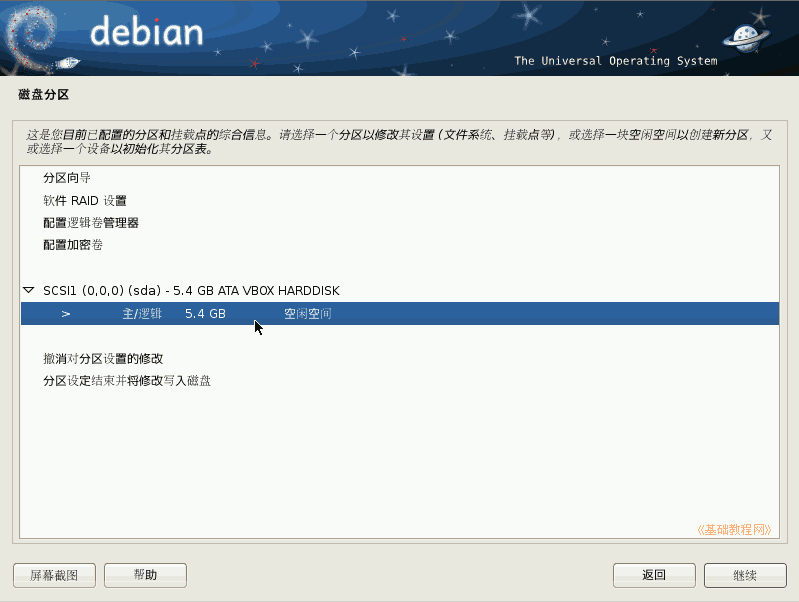 debian
The Universal Operating System
磁盘分区
这是您目前已配置的分区和挂载点的综合信息。请选择一个分区以修改其设置 (文件系统、挂载点等)，或选择一块空闲空间以创建新分区，又
或选择一个设备以初始化其分区表。
分区向导
软件 RAID 设置
配置逻辑卷管理器
配置加密卷
SCSI1 (0,0,0) (sda) - 5.4 GB ATA VBOX HARDDISK
> 主/逻辑 5.4 GB 空闲空间
撤消对分区设置的修改
分区设定结束并将修改写入磁盘
《基础教程网》
屏幕截图 帮助 返回 继续